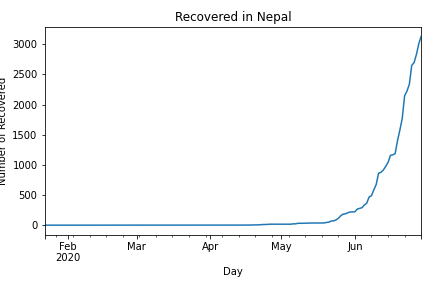 Recovered in Nepal
Number of Recovered
3000
2500
2000
1500
1000
500
0
Feb
2020
Mar
Apr
May
Jun
Day